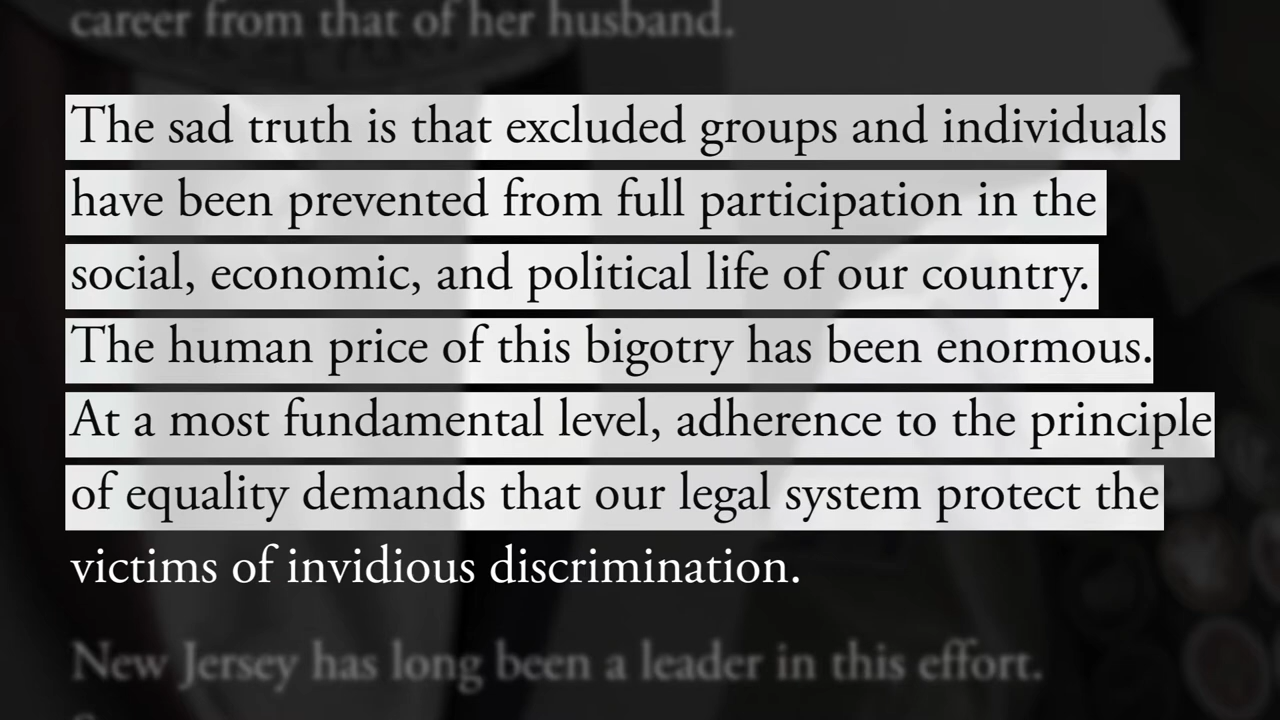 career from that of her husband.
The sad truth is that excluded groups and individuals
have been prevented from full participation in the
social, economic, and political life of our country.
The human price of this bigotry has been enormous.
At a most fundamental level, adherence to the principle
of equality demands that our legal system protect the
victims of invidious discrimination.
New Jersey has long been a leader in this effort.